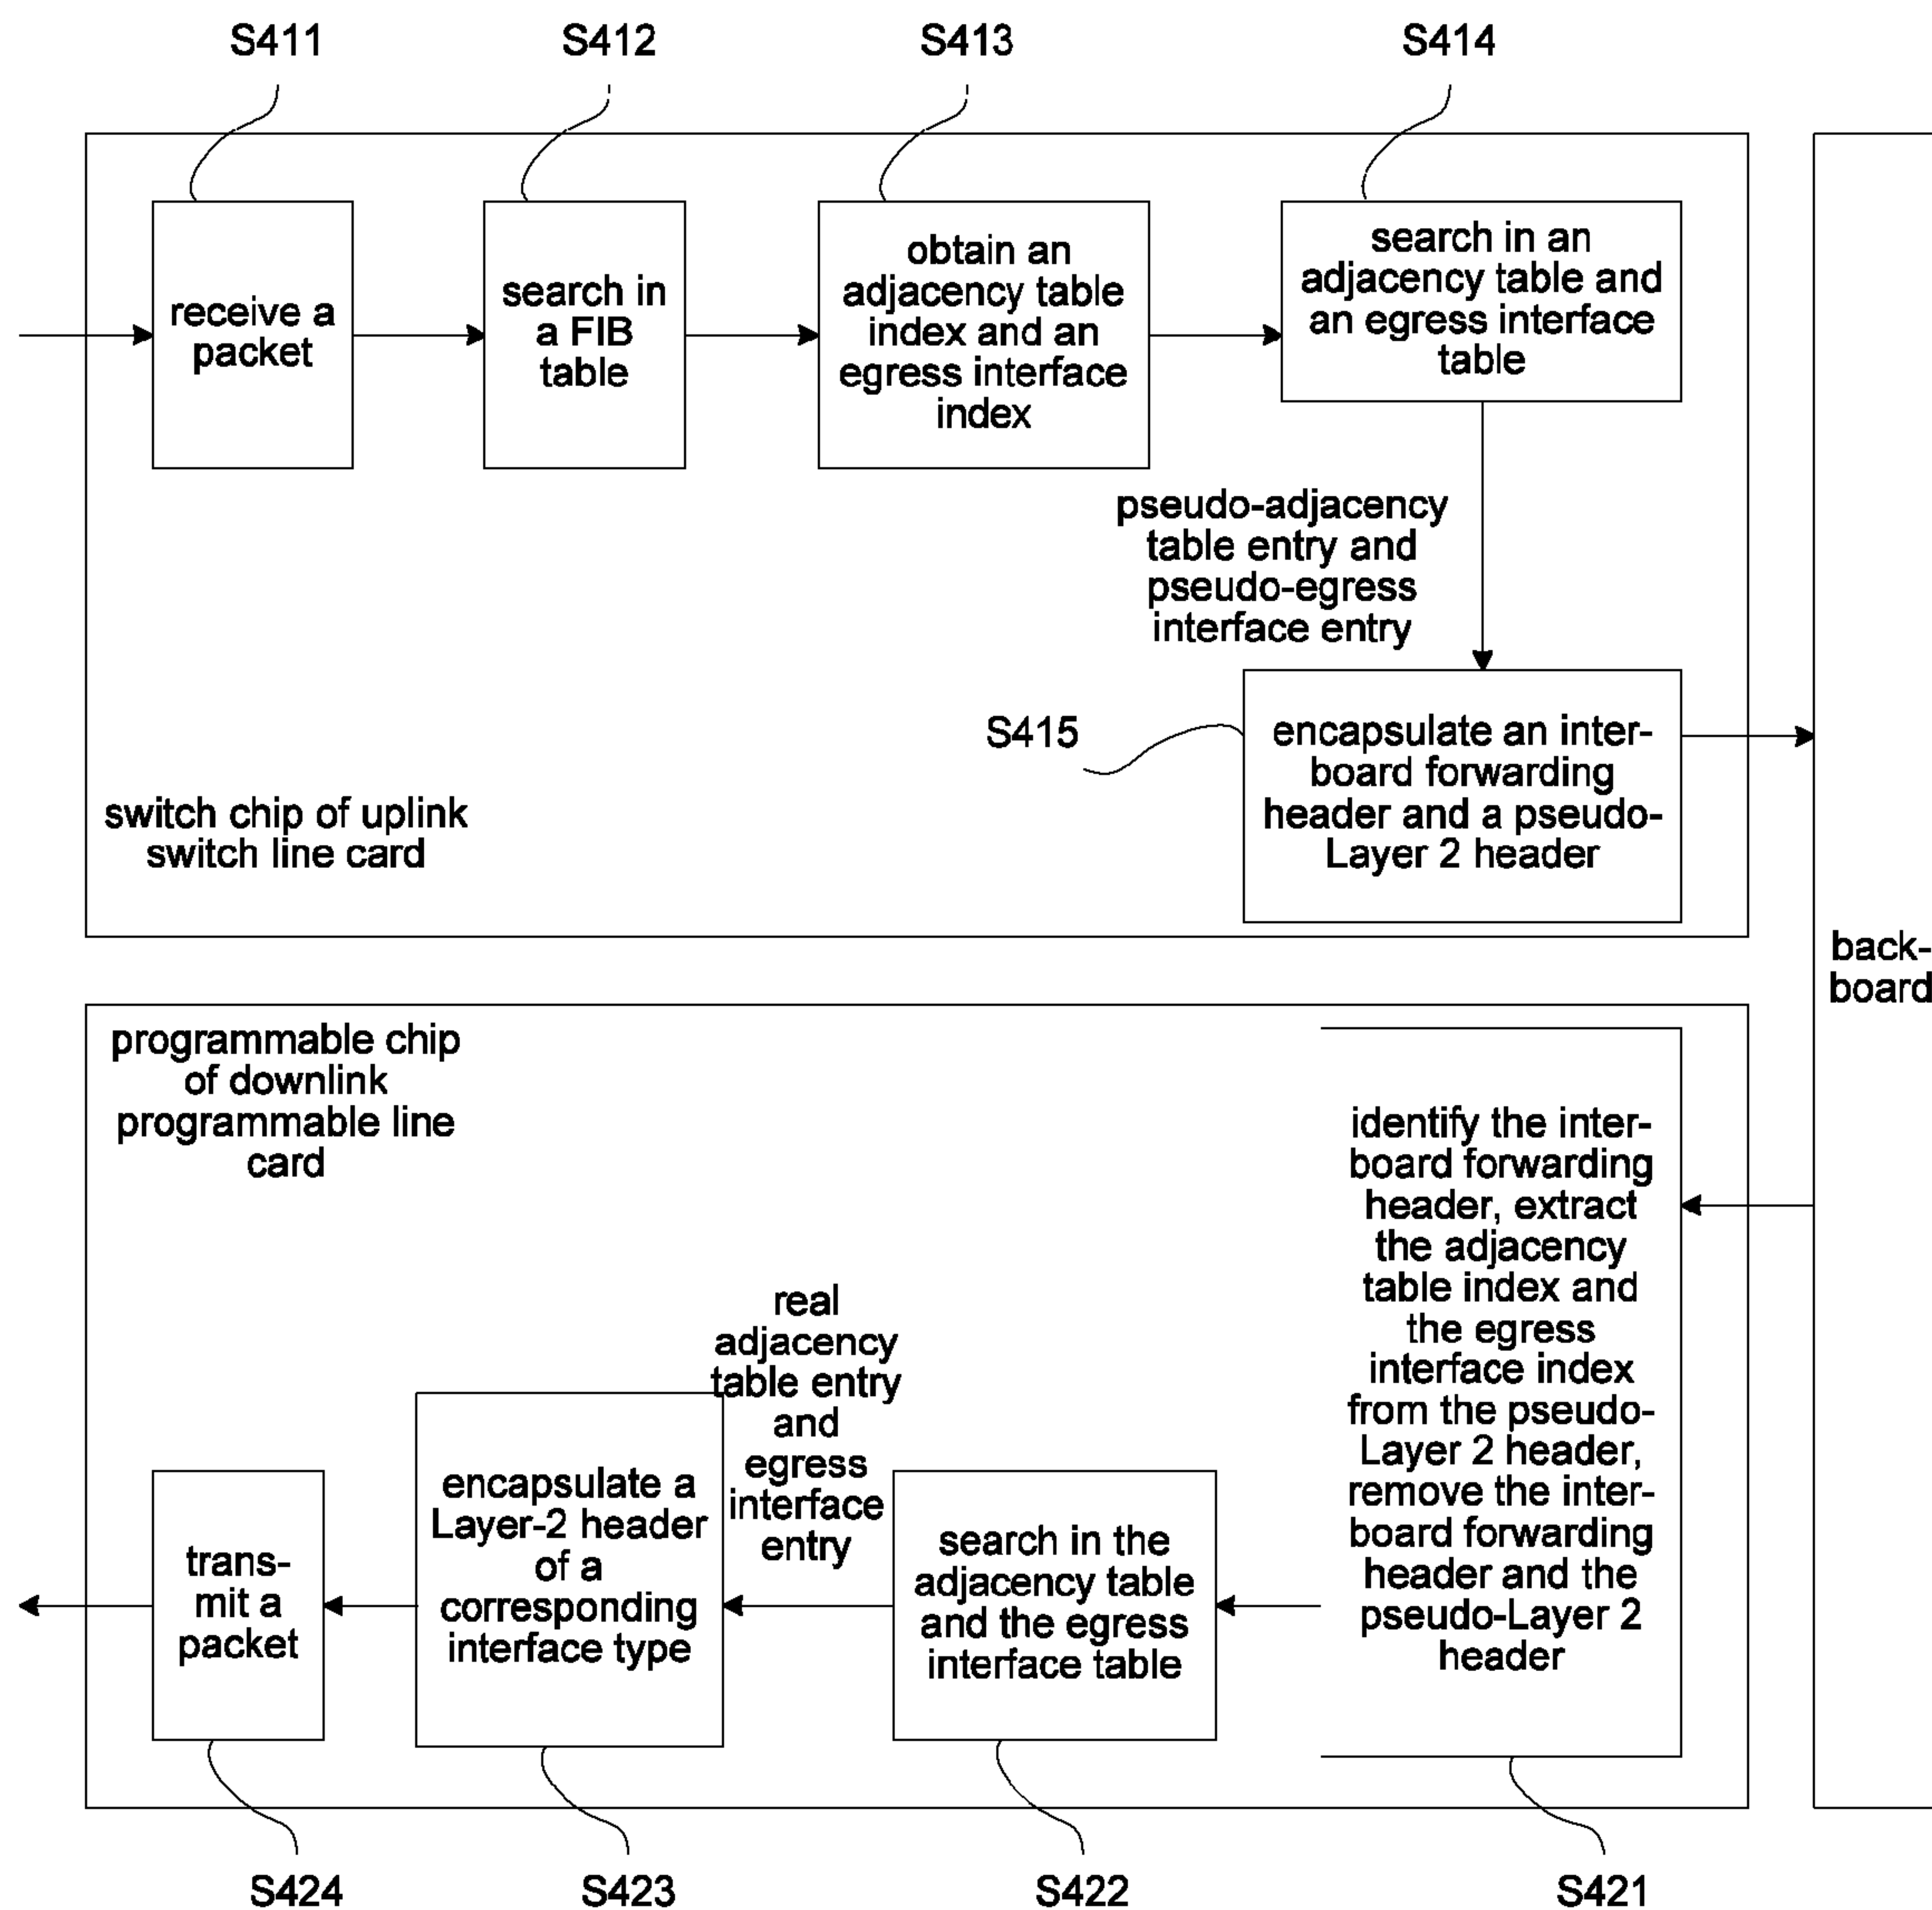 S411
S412
S413
S414
receive a
packet
search in
a FIB
table
obtain an
adjacency table
index and an
egress interface
index
search in an
adjacency table and
an egress interface
table
pseudo-adjacency
table entry and
pseudo-egress
interface entry
S415
encapsulate an inter-
board forwarding
header and a pseudo-
Layer 2 header
switch chip of uplink
switch line card
back-
board
programmable chip
of downlink
programmable line
card
identify the inter-
board forwarding
header, extract
the adjacency
table index and
the egress
interface index
from the pseudo-
Layer 2 header,
remove the inter-
board forwarding
header and the
pseudo-Layer 2
header
search in the
adjacency table
and the egress
interface table
real
adjacency
table entry
and
egress
interface
entry
encapsulate a
Layer-2 header
of a
corresponding
interface type
trans-
mit a
packet
S424
S423
S422
S421